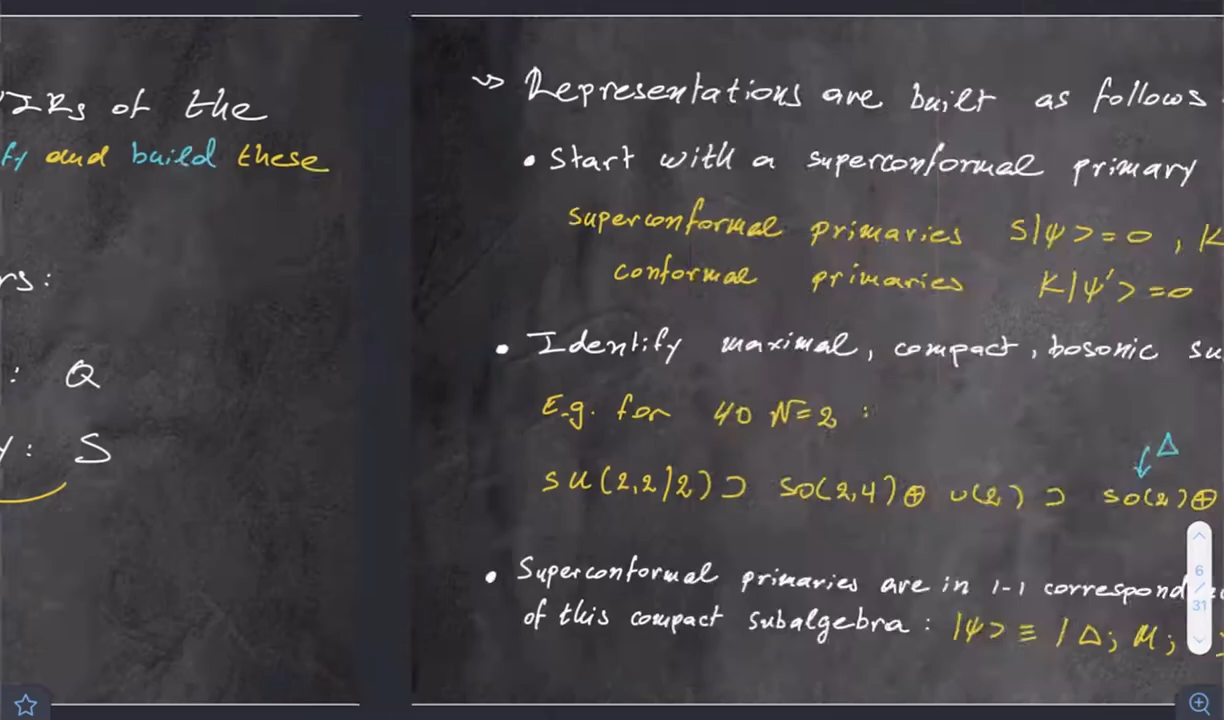 IRs of the
fy and build these
rs:
: Q
y: S
Representations are built as follows
• Start with a superconformal primary
superconformal primaries S|ψ>=0, K
conformal primaries K|ψ'>=0
• Identify maximal, compact, bosonic su
E.g. for 4D N=2 :
Δ
su(2,2|2) ⊃ so(2,4) ⊕ u(2) ⊃ so(2) ⊕
• Superconformal primaries are in 1-1 correspond
of this compact subalgebra : |ψ> ≡ |Δ; M;
6
/
31